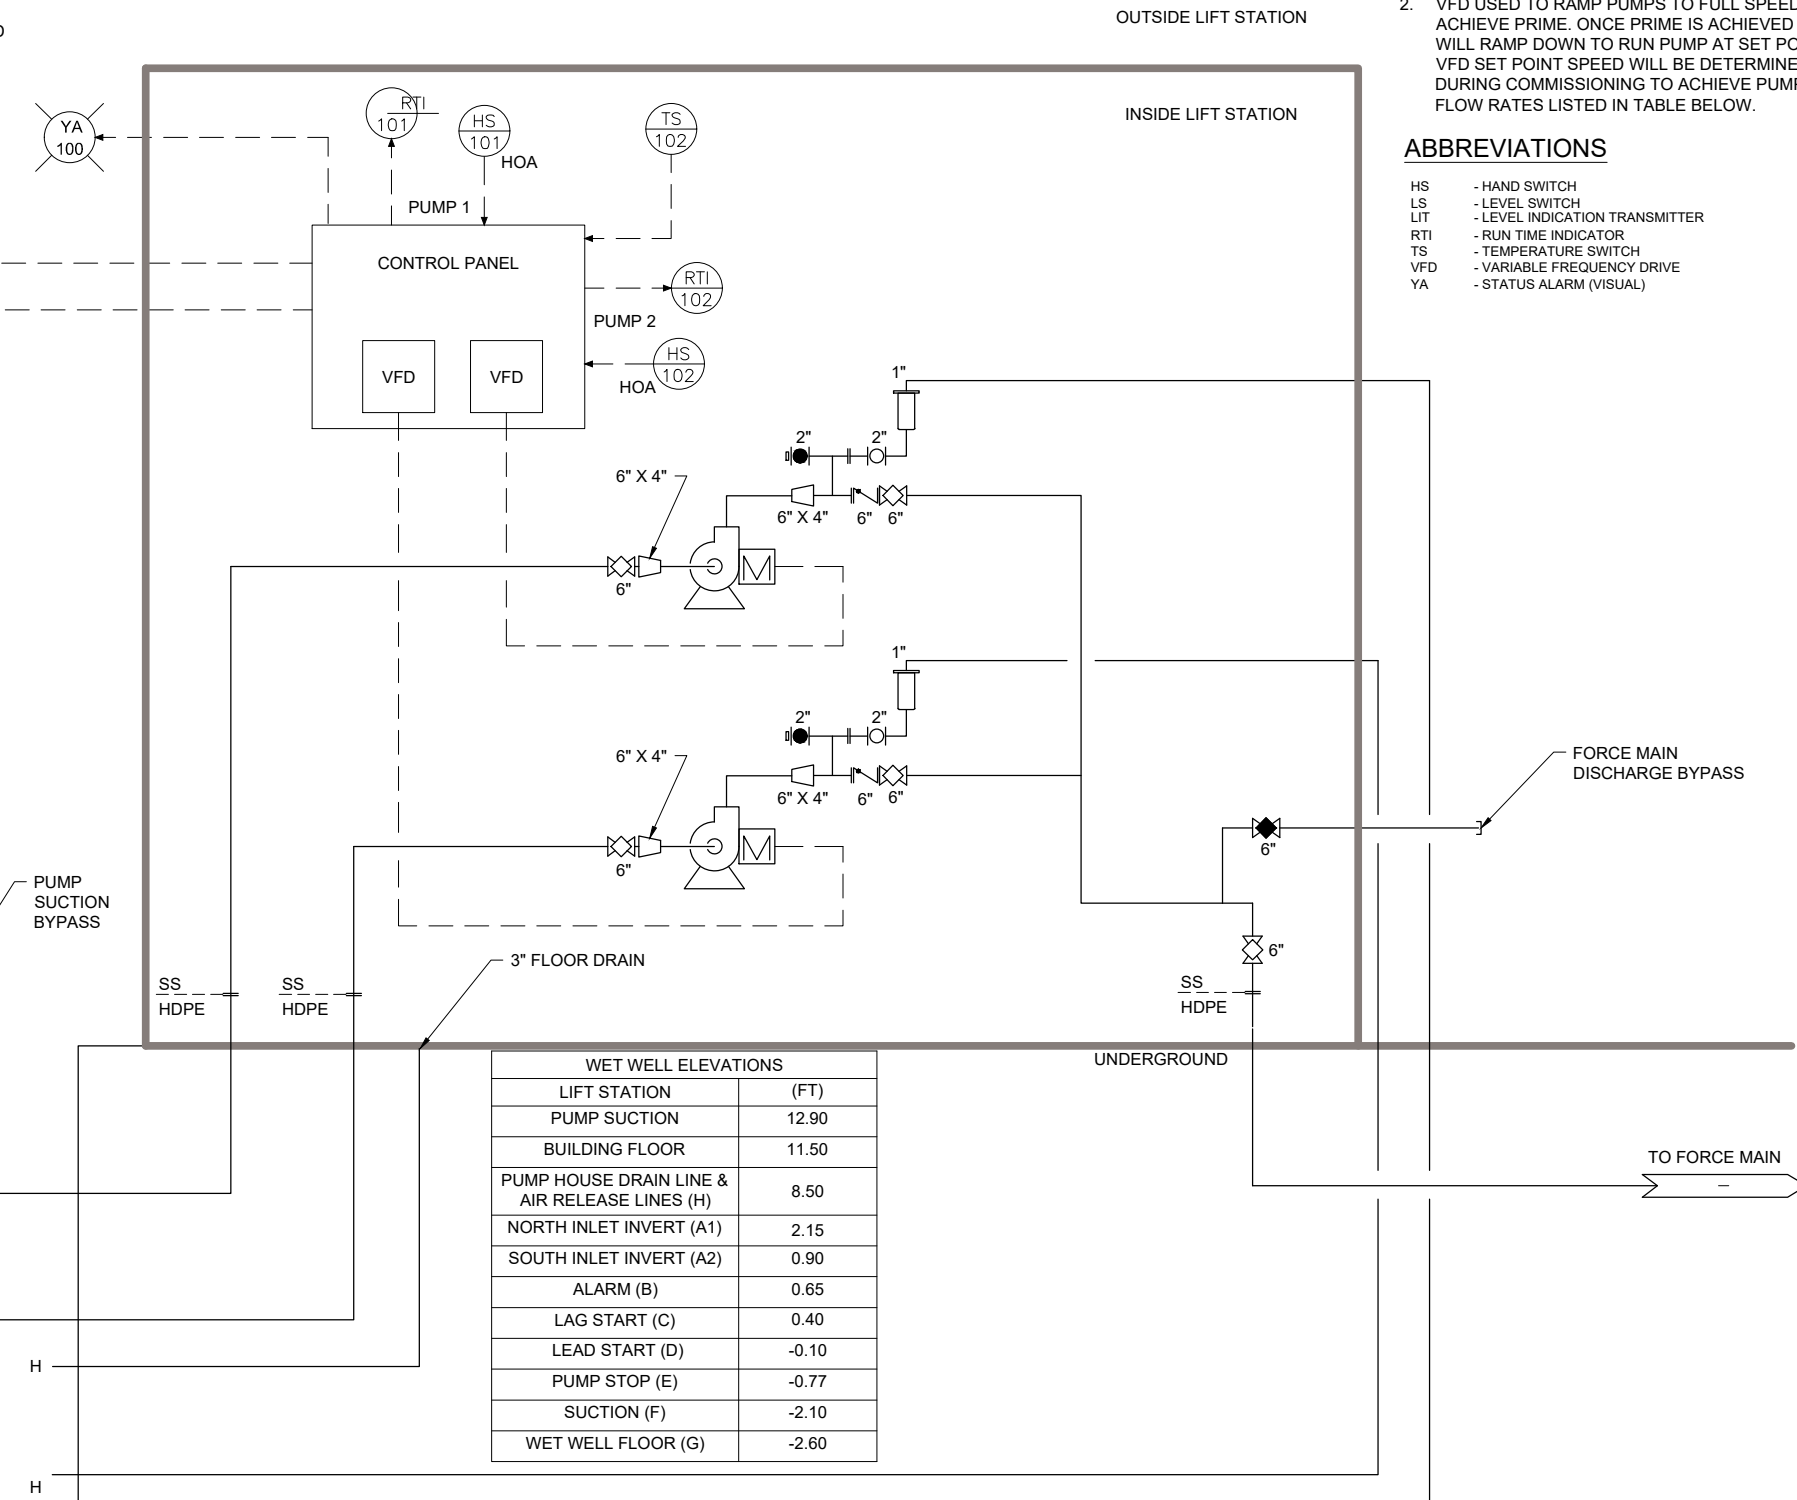 OUTSIDE LIFT STATION
2. VFD USED TO RAMP PUMPS TO FULL SPEED
ACHIEVE PRIME. ONCE PRIME IS ACHIEVED
WILL RAMP DOWN TO RUN PUMP AT SET
VFD SET POINT SPEED WILL BE
DURING COMMISSIONING TO ACHIEVE
FLOW RATES LISTED IN TABLE BELOW.
INSIDE LIFT STATION
ABBREVIATIONS
HS - HAND SWITCH
LS - LEVEL SWITCH
LIT - LEVEL INDICATION TRANSMITTER
RTI - RUN TIME INDICATOR
TS - TEMPERATURE SWITCH
VFD - VARIABLE FREQUENCY DRIVE
YA - STATUS ALARM (VISUAL)
YA
100
RTI
101
HS
101
HOA
TS
102
PUMP 1
CONTROL PANEL
RTI
102
PUMP 2
HS
102
HOA
VFD
VFD
1"
2"
2"
6" X 4"
6" X 4"
6"
6"
6"
M
1"
2"
2"
6" X 4"
6" X 4"
6"
6"
6"
M
FORCE MAIN
DISCHARGE BYPASS
6"
PUMP
SUCTION
BYPASS
3" FLOOR DRAIN
6"
SS
HDPE
SS
HDPE
SS
HDPE
UNDERGROUND
WET WELL ELEVATIONS
LIFT STATION (FT)
PUMP SUCTION 12.90
BUILDING FLOOR 11.50
PUMP HOUSE DRAIN LINE &
AIR RELEASE LINES (H) 8.50
NORTH INLET INVERT (A1) 2.15
SOUTH INLET INVERT (A2) 0.90
ALARM (B) 0.65
LAG START (C) 0.40
LEAD START (D) -0.10
PUMP STOP (E) -0.77
SUCTION (F) -2.10
WET WELL FLOOR (G) -2.60
TO FORCE MAIN
–
H
H